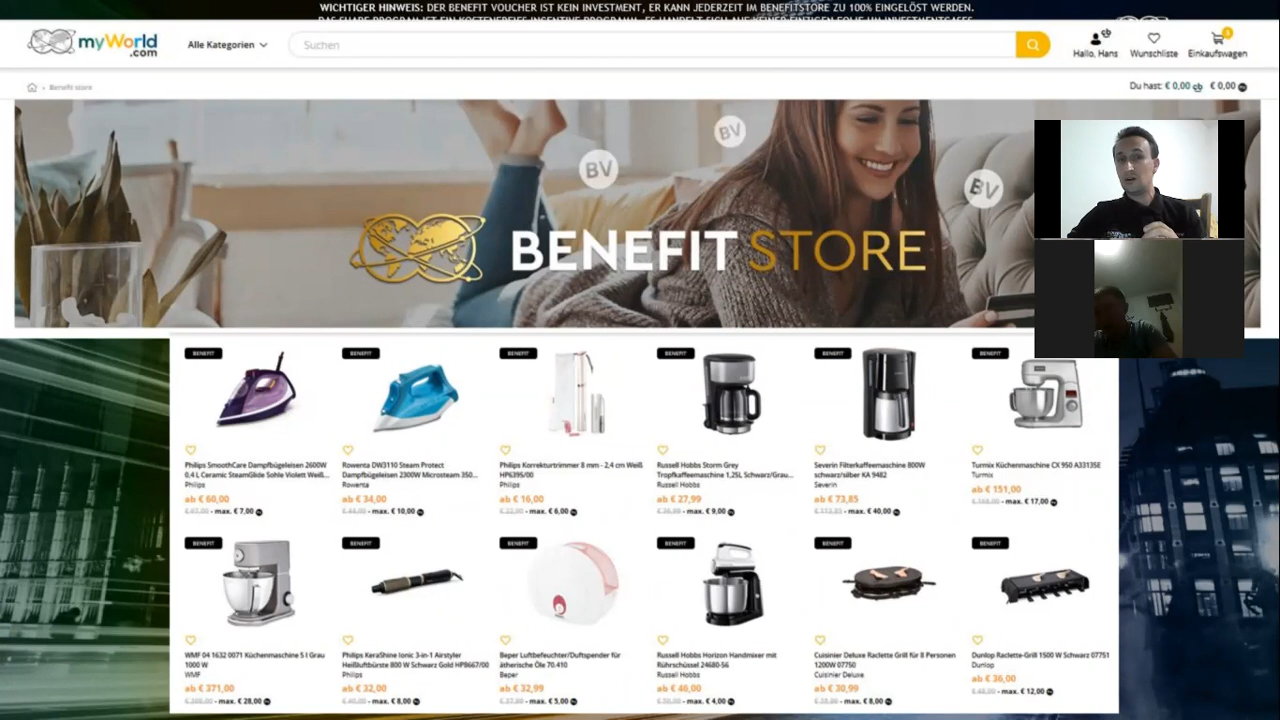 WICHTIGER HINWEIS: DER BENEFIT VOUCHER IST KEIN INVESTMENT, ER KANN JEDERZEIT IM BENEFITSTORE ZU 100% EINGELÖST WERDEN.
myWorld
.com
Alle Kategorien
Suchen
Hallo, Hans
Wunschliste
Einkaufswagen
Benefit store
Du hast: € 0,00 € 0,00
BV
BV
BV
BENEFIT STORE
BENEFIT BENEFIT BENEFIT BENEFIT BENEFIT BENEFIT
Philips SmoothCare Dampfbügeleisen 2600W
0,4 l, Ceramic SteamGlide Sohle Violett Weiß...
Philips
ab € 60,00
- max. € 7,00
Rowenta DW3110 Steam Protect
Dampfbügeleisen 2300W Microsteam 350...
Rowenta
ab € 34,00
- max. € 10,00
Philips Korrekturtrimmer 8 mm - 2,4 cm Weiß
HP6395/00
Philips
ab € 16,00
- max. € 6,00
Russell Hobbs Storm Grey
Tropfkaffeemaschine 1,25L Schwarz/Grau...
Russell Hobbs
ab € 27,99
- max. € 9,00
Severin Filterkaffeemaschine 800W
schwarz/silber KA 9482
Severin
ab € 73,85
- max. € 40,00
Turmix Küchenmaschine CX 950 A33135E
Turmix
ab € 151,00
- max. € 17,00
BENEFIT BENEFIT BENEFIT BENEFIT BENEFIT BENEFIT
WMF 04 1632 0071 Küchenmaschine 5 l Grau
1000 W
WMF
ab € 371,00
- max. € 28,00
Philips KeraShine Ionic 3-in-1 Airstyler
Heißluftbürste 800 W Schwarz Gold HP8667/00
Philips
ab € 32,00
- max. € 8,00
Beper Luftbefeuchter/Duftspender für
ätherische Öle 70.410
Beper
ab € 32,99
- max. € 5,00
Russell Hobbs Horizon Handmixer mit
Rührschüssel 24680-56
Russell Hobbs
ab € 46,00
- max. € 4,00
Cuisinier Deluxe Raclette Grill für 8 Personen
1200W 07750
Cuisinier Deluxe
ab € 30,99
- max. € 8,00
Dunlop Raclette-Grill 1500 W Schwarz 07751
Dunlop
ab € 36,00
- max. € 12,00